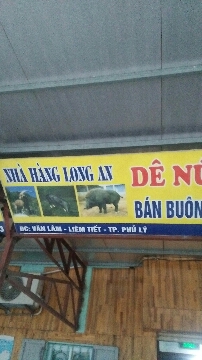 NHÀ HÀNG LONG AN
DÊ NÚ
BÁN BUÔN
ĐC: VĂN LÂM - LIÊM TIẾT - TP. PHỦ LÝ